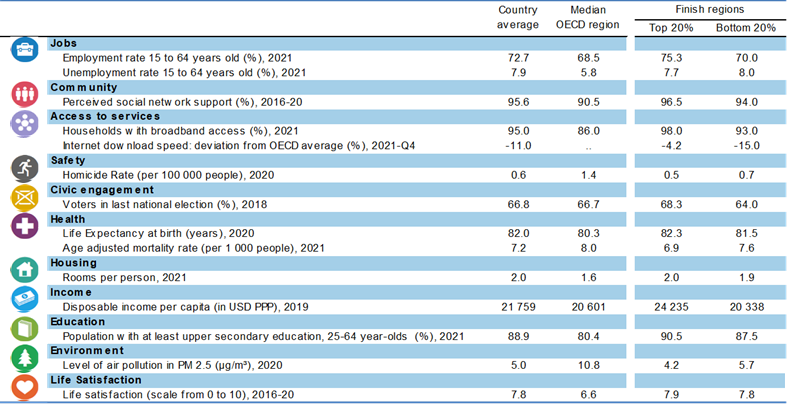 Country average Median OECD region Finish regions
Top 20% Bottom 20%
Jobs
Employment rate 15 to 64 years old (%), 2021 72.7 68.5 75.3 70.0
Unemployment rate 15 to 64 years old (%), 2021 7.9 5.8 7.7 8.0
Community
Perceived social netw ork support (%), 2016-20 95.6 90.5 96.5 94.0
Access to services
Households w ith broadband access (%), 2021 95.0 86.0 98.0 93.0
Internet dow nload speed: deviation from OECD average (%), 2021-Q4 -11.0 .. -4.2 -15.0
Safety
Homicide Rate (per 100 000 people), 2020 0.6 1.4 0.5 0.7
Civic engagement
Voters in last national election (%), 2018 66.8 66.7 68.3 64.0
Health
Life Expectancy at birth (years), 2020 82.0 80.3 82.3 81.5
Age adjusted mortality rate (per 1 000 people), 2021 7.2 8.0 6.9 7.6
Housing
Rooms per person, 2021 2.0 1.6 2.0 1.9
Income
Disposable income per capita (in USD PPP), 2019 21 759 20 601 24 235 20 338
Education
Population with at least upper secondary education, 25-64 year-olds (%), 2021 88.9 80.4 90.5 87.5
Environment
Level of air pollution in PM 2.5 (µg/m³), 2020 5.0 10.8 4.2 5.7
Life Satisfaction
Life satisfaction (scale from 0 to 10), 2016-20 7.8 6.6 7.9 7.8